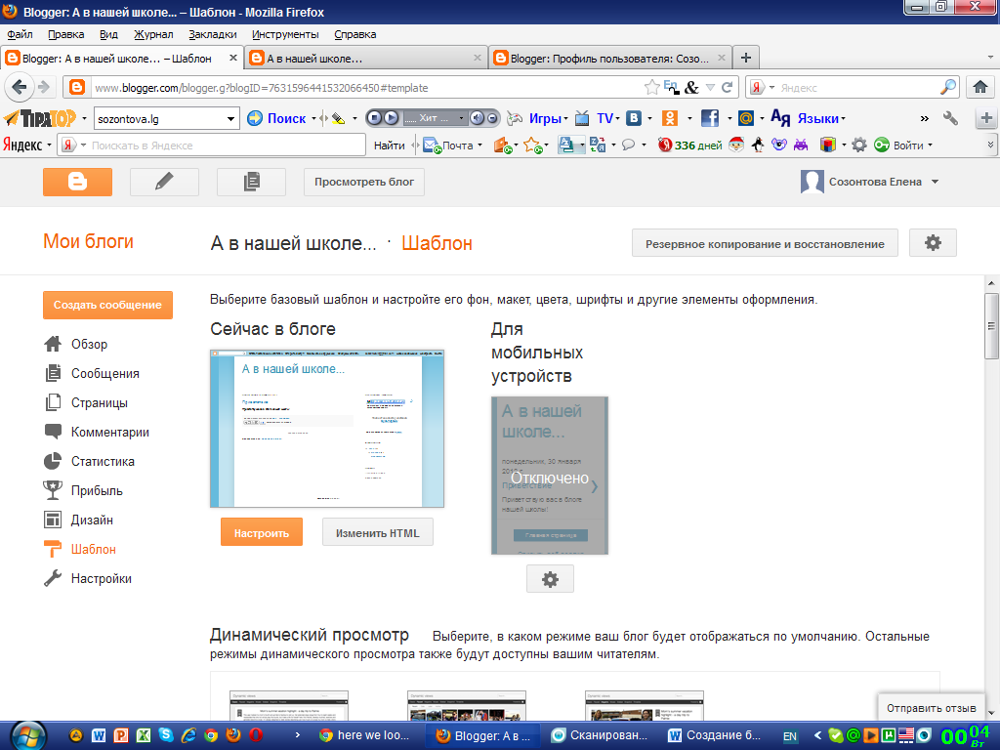 Blogger: А в нашей школе... – Шаблон - Mozilla Firefox
Файл Правка Вид Журнал Закладки Инструменты Справка
Blogger: А в нашей школе... – Шаблон × А в нашей школе... × Blogger: Профиль пользователя: Созо... × +
www.blogger.com/blogger.g?blogID=7631596441532066450#template Яндекс
ТИРАТОР sozontova.lg Поиск ..... Хит ... Игры TV Языки »
Яндекс Поискать в Яндексе Найти Почта 336 дней Войти
Просмотреть блог Созонтова Елена
Мои блоги А в нашей школе... · Шаблон Резервное копирование и восстановление
Создать сообщение
Обзор
Сообщения
Страницы
Комментарии
Статистика
Прибыль
Дизайн
Шаблон
Настройки
Выберите базовый шаблон и настройте его фон, макет, цвета, шрифты и другие элементы оформления.
Сейчас в блоге
А в нашей школе...
Настроить Изменить HTML
Для
мобильных
устройств
А в нашей
школе...
понедельник, 30 января
Отключено
Приветствие
Приветствую вас в блоге
нашей школы!
Главная страница
Динамический просмотр Выберите, в каком режиме ваш блог будет отображаться по умолчанию. Остальные
режимы динамического просмотра также будут доступны вашим читателям.
Отправить отзыв
here we loo... Blogger: А в ... Сканирован... Создание б... EN 00 04 Вт